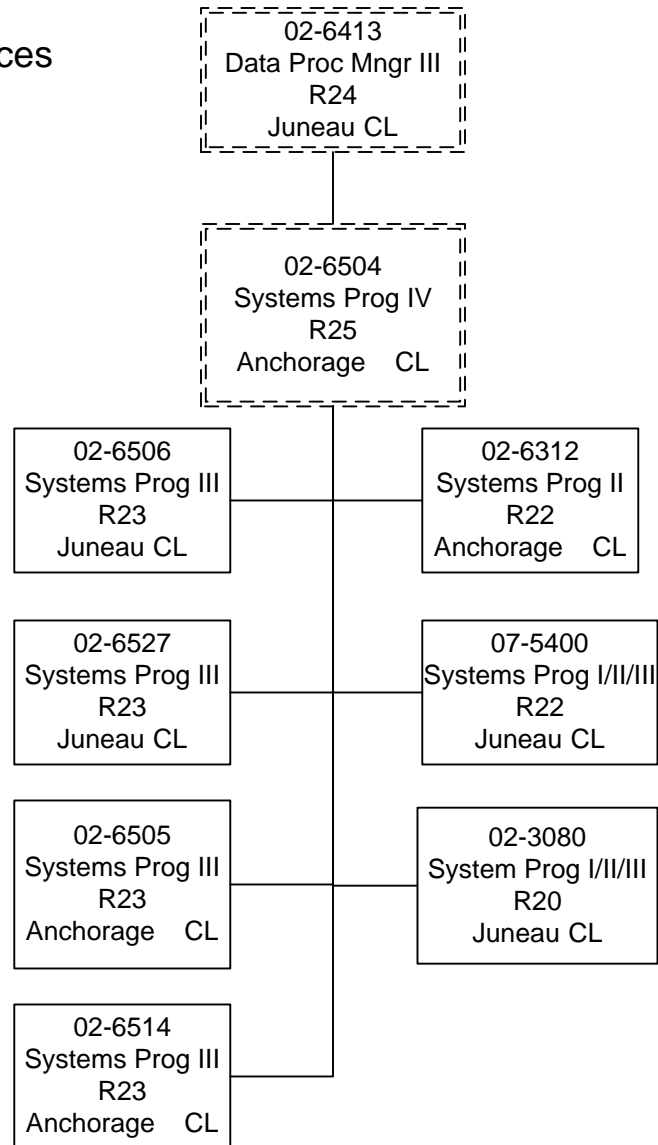 ces
02-6413
Data Proc Mngr III
R24
Juneau CL
02-6504
Systems Prog IV
R25
Anchorage CL
02-6506
Systems Prog III
R23
Juneau CL
02-6312
Systems Prog II
R22
Anchorage CL
02-6527
Systems Prog III
R23
Juneau CL
07-5400
Systems Prog I/II/III
R22
Juneau CL
02-6505
Systems Prog III
R23
Anchorage CL
02-3080
System Prog I/II/III
R20
Juneau CL
02-6514
Systems Prog III
R23
Anchorage CL